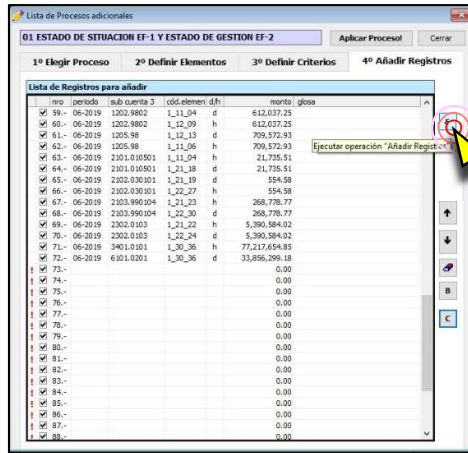 Lista de Procesos adicionales
01 ESTADO DE SITUACION EF-1 Y ESTADO DE GESTION EF-2 Aplicar Proceso! Cerrar
1º Elegir Proceso 2º Definir Elementos 3º Definir Criterios 4º Añadir Registros
Lista de Registros para añadir
nro periodo sub cuenta 3 cód.elemen d/h monto glosa
59.- 06-2019 1202.9802 1_11_04 d 612,037.25
60.- 06-2019 1202.9802 1_12_09 h 612,037.25
61.- 06-2019 1205.98 1_12_13 d 709,572.93
62.- 06-2019 1205.98 1_11_06 h 709,572.93 Ejecutar operación "Añadir Registros"
63.- 06-2019 2101.010501 1_11_04 h 21,735.51
64.- 06-2019 2101.010501 1_21_18 d 21,735.51
65.- 06-2019 2102.030101 1_21_19 d 554.58
66.- 06-2019 2102.030101 1_22_27 h 554.58
67.- 06-2019 2103.990104 1_21_23 h 268,778.77
68.- 06-2019 2103.990104 1_22_30 d 268,778.77
69.- 06-2019 2302.0103 1_21_22 h 5,390,584.02
70.- 06-2019 2302.0103 1_22_24 d 5,390,584.02
71.- 06-2019 3401.0101 1_30_36 h 77,217,654.85
72.- 06-2019 6101.0201 1_30_36 d 33,856,299.18
! 73.- 0.00
! 74.- 0.00
! 75.- 0.00
! 76.- 0.00
! 77.- 0.00
! 78.- 0.00
! 79.- 0.00
! 80.- 0.00
! 81.- 0.00
! 82.- 0.00
! 83.- 0.00
! 84.- 0.00
! 85.- 0.00
! 86.- 0.00
! 87.- 0.00
! 88.- 0.00
B
C